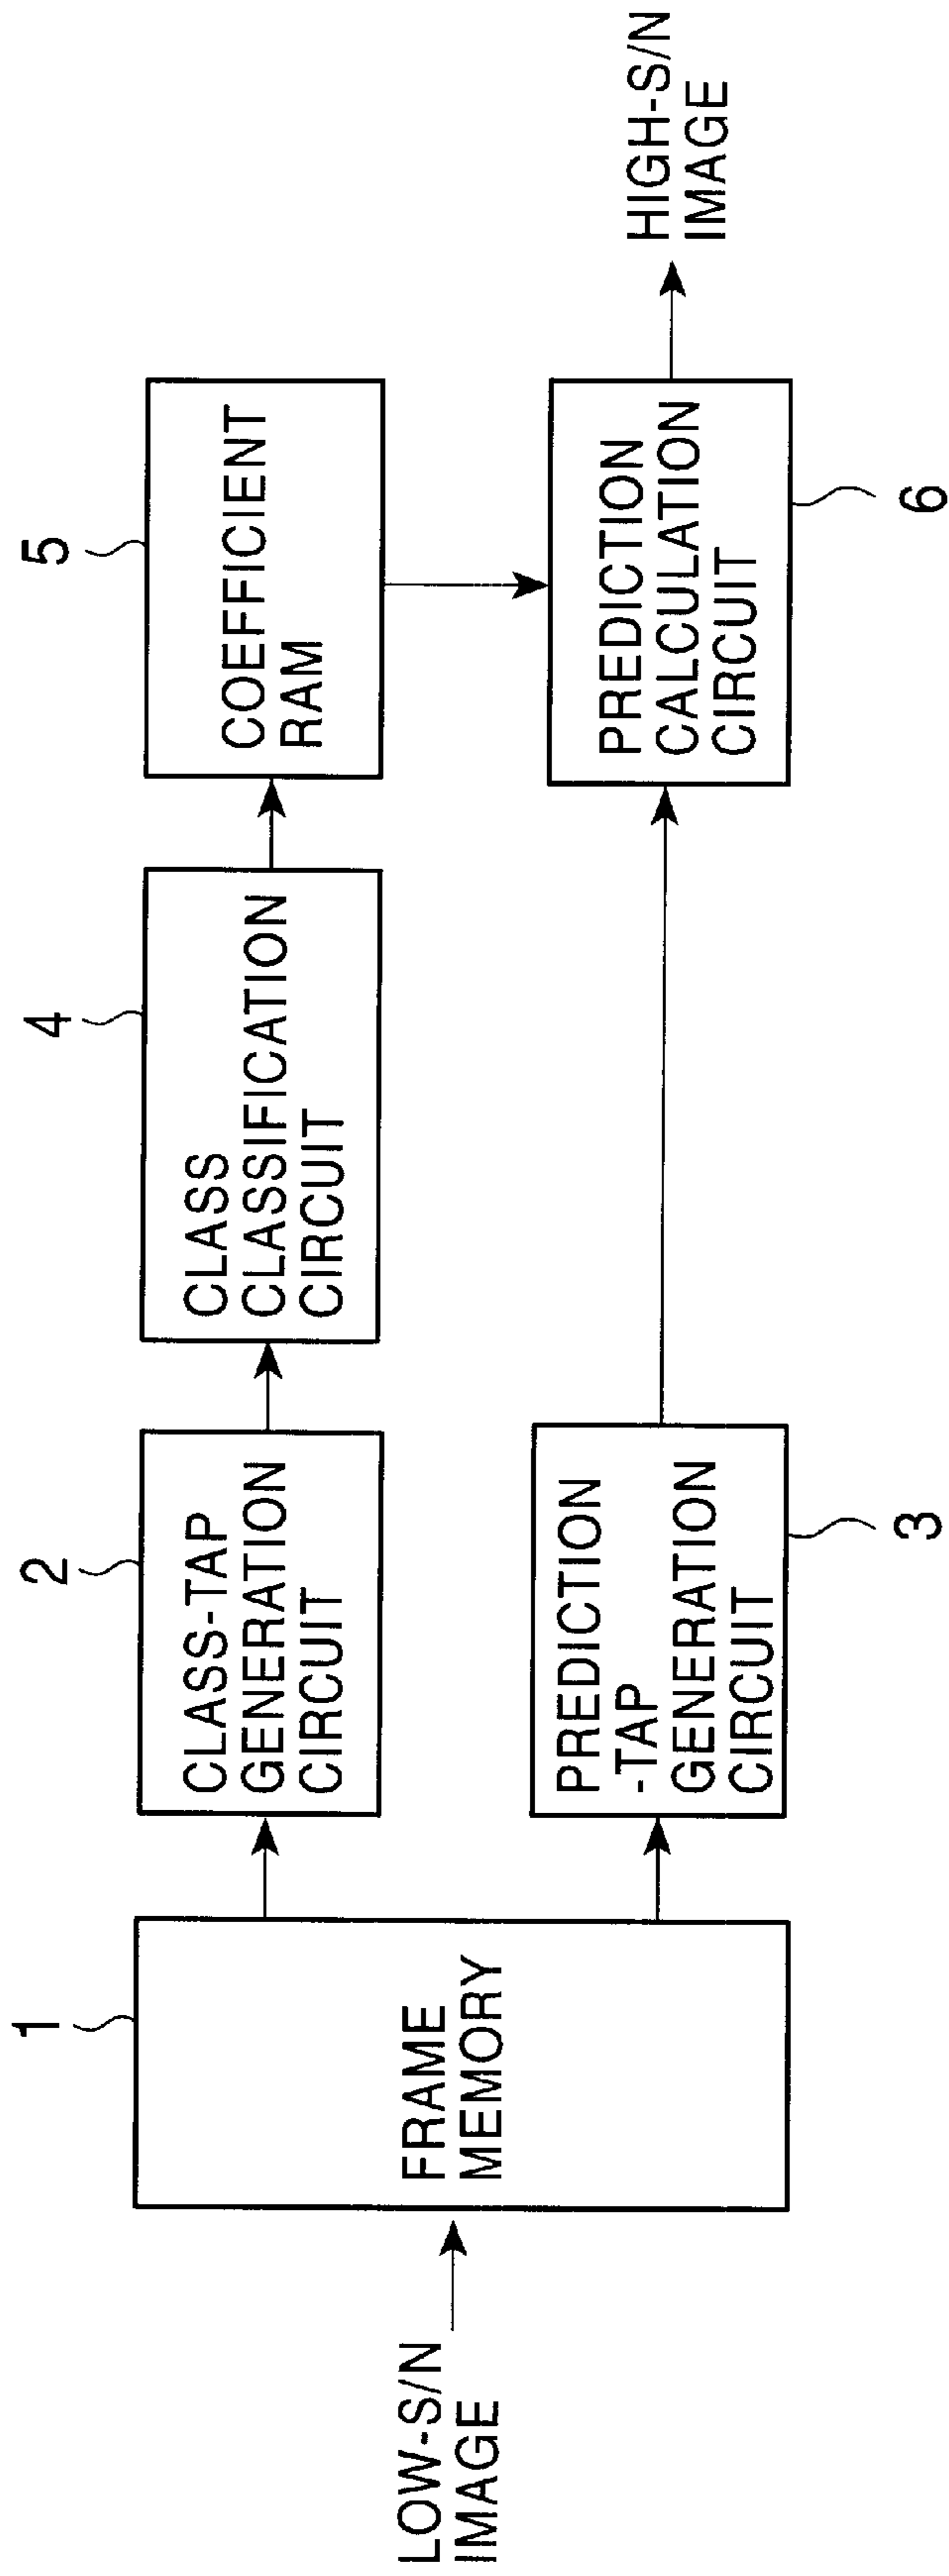 LOW-S/N
IMAGE
1
FRAME
MEMORY
2
CLASS-TAP
GENERATION
CIRCUIT
3
PREDICTION
-TAP
GENERATION
CIRCUIT
4
CLASS
CLASSIFICATION
CIRCUIT
5
COEFFICIENT
RAM
6
PREDICTION
CALCULATION
CIRCUIT
HIGH-S/N
IMAGE